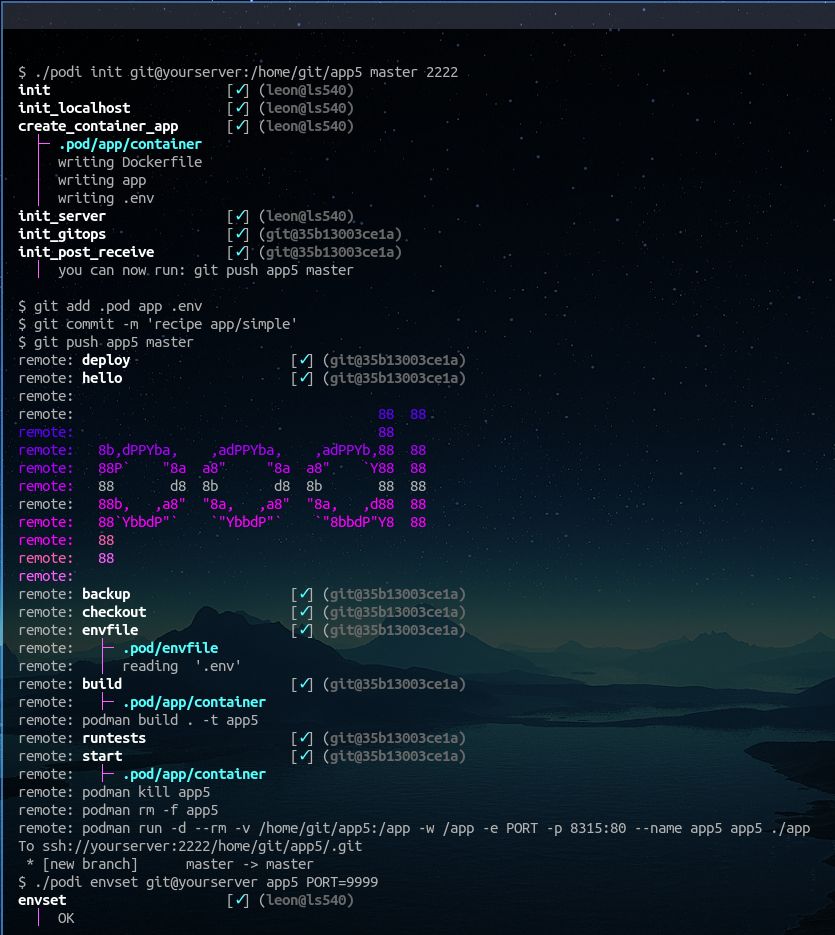 $ ./podi init git@yourserver:/home/git/app5 master 2222
init                      [✓] (leon@ls540)
init_localhost            [✓] (leon@ls540)
create_container_app      [✓] (leon@ls540)
  ├─ .pod/app/container
  │  writing Dockerfile
  │  writing app
  │  writing .env
init_server               [✓] (leon@ls540)
init_gitops               [✓] (git@35b13003ce1a)
init_post_receive         [✓] (git@35b13003ce1a)
  │  you can now run: git push app5 master

$ git add .pod app .env
$ git commit -m 'recipe app/simple'
$ git push app5 master
remote: deploy                    [✓] (git@35b13003ce1a)
remote: hello                     [✓] (git@35b13003ce1a)
remote:
remote:                                      88  88
remote:                                      88
remote:   8b,dPPYba,    ,adPPYba,    ,adPPYb,88  88
remote:   88P`    "8a  a8"     "8a  a8"    `Y88  88
remote:   88       d8  8b       d8  8b       88  88
remote:   88b,   ,a8"  "8a,   ,a8"  "8a,   ,d88  88
remote:   88`YbbdP"`    `"YbbdP"`    `"8bbdP"Y8  88
remote:   88
remote:   88
remote:
remote: backup                    [✓] (git@35b13003ce1a)
remote: checkout                  [✓] (git@35b13003ce1a)
remote: envfile                   [✓] (git@35b13003ce1a)
remote:   ├─ .pod/envfile
remote:   │  reading  '.env'
remote: build                     [✓] (git@35b13003ce1a)
remote:   ├─ .pod/app/container
remote: podman build . -t app5
remote: runtests                  [✓] (git@35b13003ce1a)
remote: start                     [✓] (git@35b13003ce1a)
remote:   ├─ .pod/app/container
remote: podman kill app5
remote: podman rm -f app5
remote: podman run -d --rm -v /home/git/app5:/app -w /app -e PORT -p 8315:80 --name app5 app5 ./app
To ssh://yourserver:2222/home/git/app5/.git
 * [new branch]      master -> master
$ ./podi envset git@yourserver app5 PORT=9999
envset                    [✓] (leon@ls540)
  │  OK